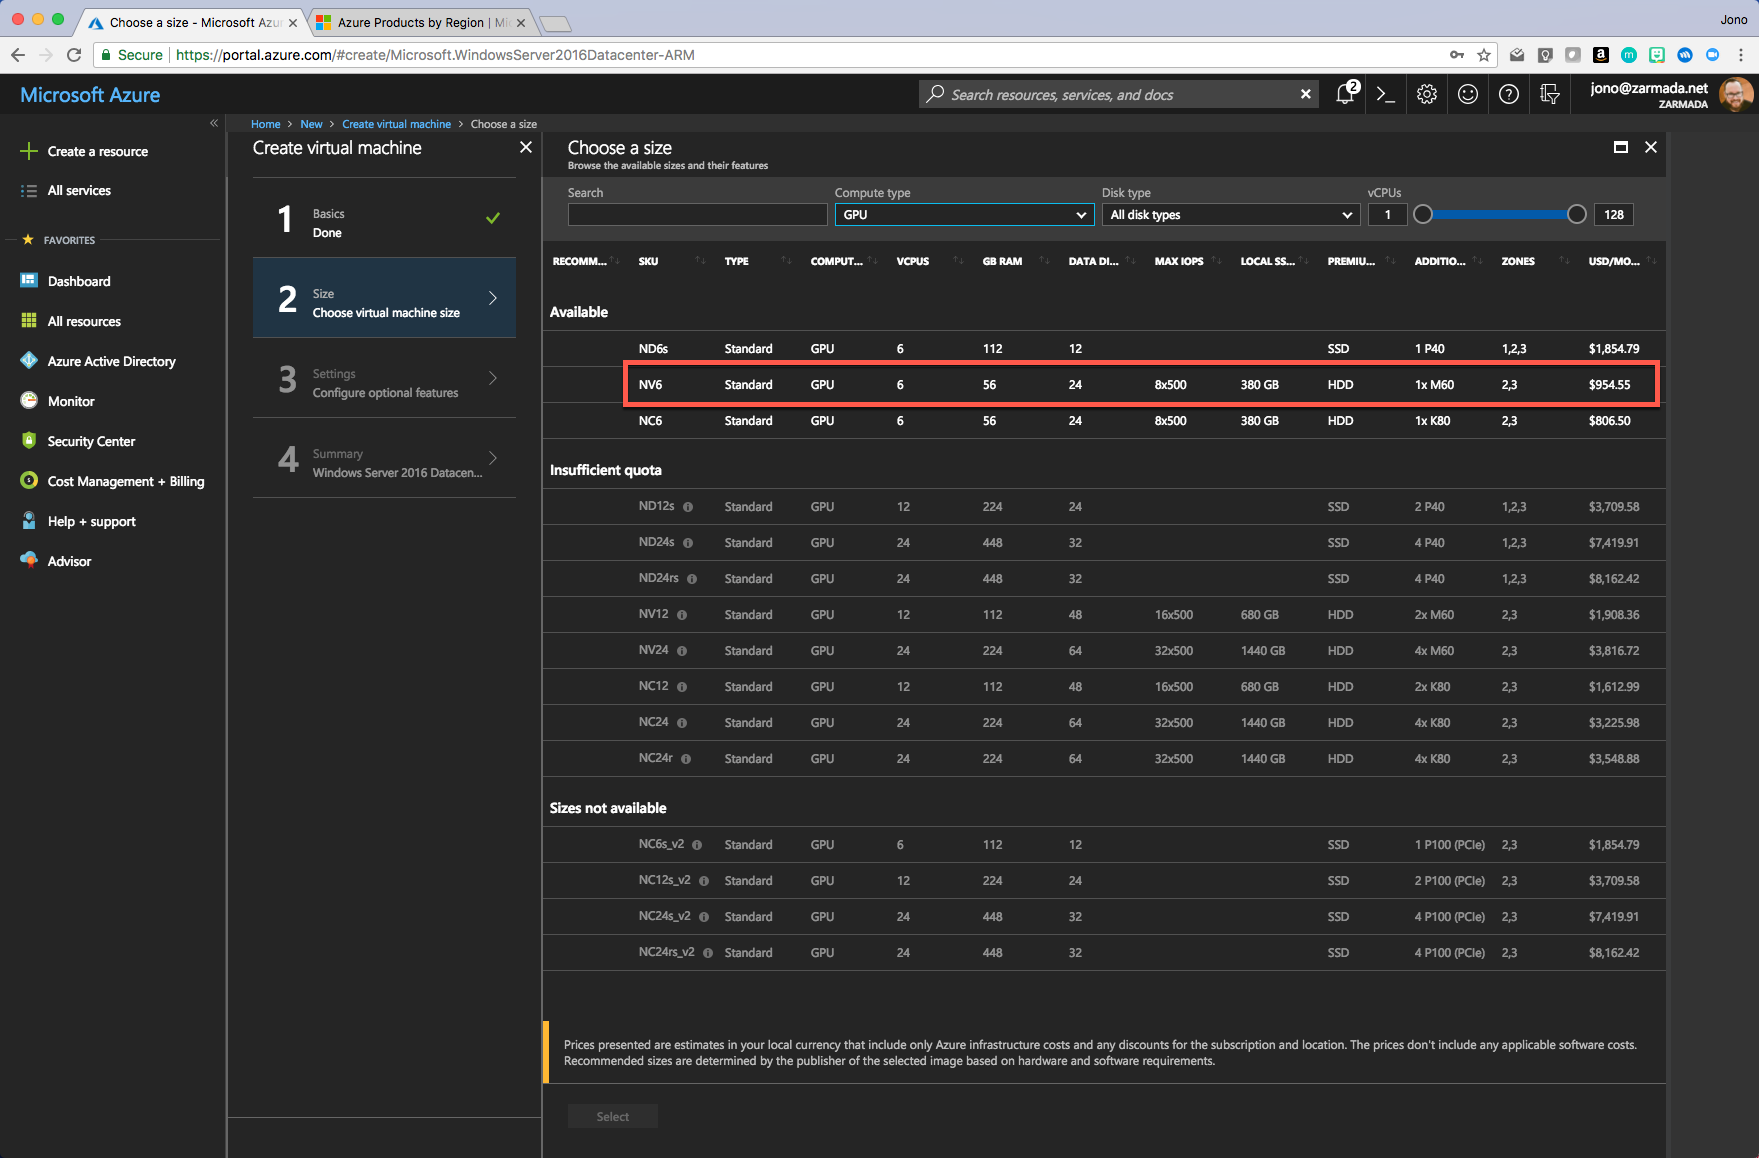 Choose a size - Microsoft Azu
Azure Products by Region | Mi
Jono
Secure
https://portal.azure.com/#create/Microsoft.WindowsServer2016Datacenter-ARM
Microsoft Azure
Search resources, services, and docs
2
jono@zarmada.net
ZARMADA
Home > New > Create virtual machine > Choose a size
Create a resource
All services
FAVORITES
Dashboard
All resources
Azure Active Directory
Monitor
Security Center
Cost Management + Billing
Help + support
Advisor
Create virtual machine
1
Basics
Done
2
Size
Choose virtual machine size
3
Settings
Configure optional features
4
Summary
Windows Server 2016 Datacen...
Choose a size
Browse the available sizes and their features
Search
Compute type
Disk type
vCPUs
GPU
All disk types
1
128
RECOMM... SKU TYPE COMPUT... VCPUS GB RAM DATA DI... MAX IOPS LOCAL SS... PREMIU... ADDITIO... ZONES USD/MO...
Available
ND6s Standard GPU 6 112 12 SSD 1 P40 1,2,3 $1,854.79
NV6 Standard GPU 6 56 24 8x500 380 GB HDD 1x M60 2,3 $954.55
NC6 Standard GPU 6 56 24 8x500 380 GB HDD 1x K80 2,3 $806.50
Insufficient quota
ND12s Standard GPU 12 224 24 SSD 2 P40 1,2,3 $3,709.58
ND24s Standard GPU 24 448 32 SSD 4 P40 1,2,3 $7,419.91
ND24rs Standard GPU 24 448 32 SSD 4 P40 1,2,3 $8,162.42
NV12 Standard GPU 12 112 48 16x500 680 GB HDD 2x M60 2,3 $1,908.36
NV24 Standard GPU 24 224 64 32x500 1440 GB HDD 4x M60 2,3 $3,816.72
NC12 Standard GPU 12 112 48 16x500 680 GB HDD 2x K80 2,3 $1,612.99
NC24 Standard GPU 24 224 64 32x500 1440 GB HDD 4x K80 2,3 $3,225.98
NC24r Standard GPU 24 224 64 32x500 1440 GB HDD 4x K80 2,3 $3,548.88
Sizes not available
NC6s_v2 Standard GPU 6 112 12 SSD 1 P100 (PCIe) 2,3 $1,854.79
NC12s_v2 Standard GPU 12 224 24 SSD 2 P100 (PCIe) 2,3 $3,709.58
NC24s_v2 Standard GPU 24 448 32 SSD 4 P100 (PCIe) 2,3 $7,419.91
NC24rs_v2 Standard GPU 24 448 32 SSD 4 P100 (PCIe) 2,3 $8,162.42
Prices presented are estimates in your local currency that include only Azure infrastructure costs and any discounts for the subscription and location. The prices don't include any applicable software costs.
Recommended sizes are determined by the publisher of the selected image based on hardware and software requirements.
Select